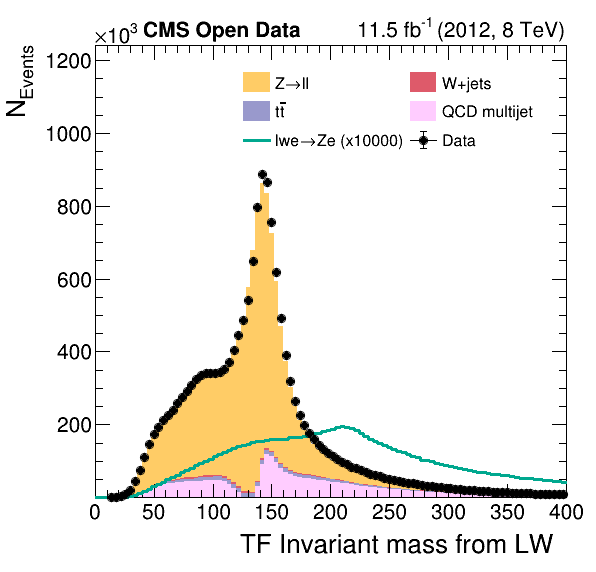 ×10³ CMS Open Data 11.5 fb⁻¹ (2012, 8 TeV)
N_Events
1200
1000
800
600
400
200
Z→ll W+jets
tt̄ QCD multijet
lwe→Ze (x10000) Data
0 50 100 150 200 250 300 350 400
TF Invariant mass from LW